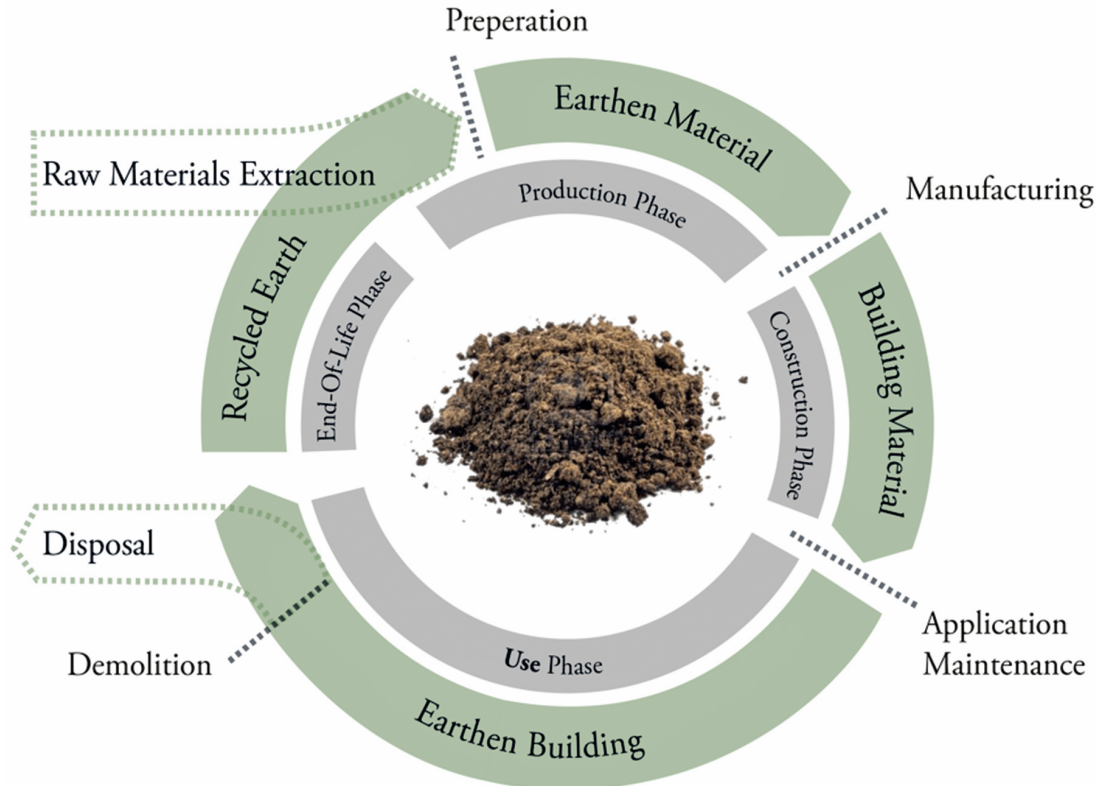 Preperation
Earthen Material
Raw Materials Extraction
Production Phase
Manufacturing
Recycled Earth
End-Of-Life Phase
Construction Phase
Building Material
Disposal
Demolition
Use Phase
Application
Maintenance
Earthen Building